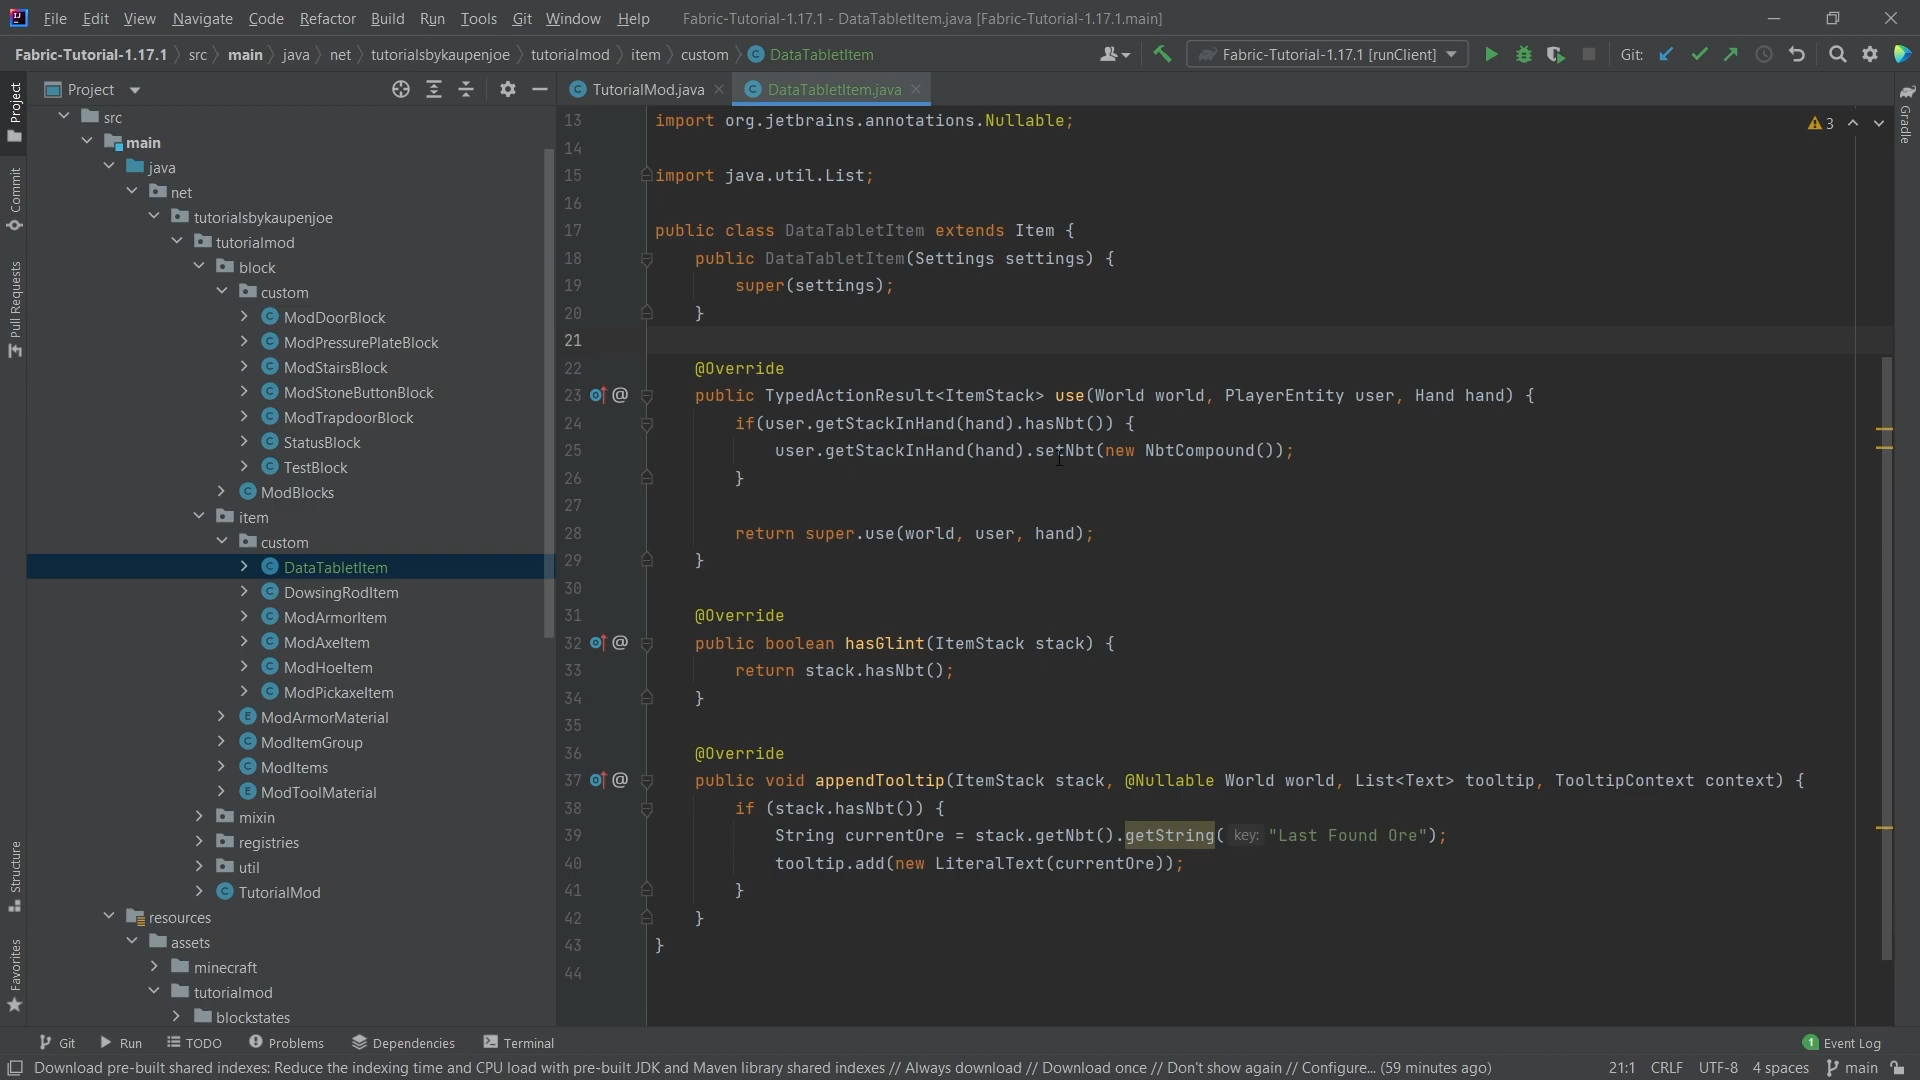 File Edit View Navigate Code Refactor Build Run Tools Git Window Help Fabric-Tutorial-1.17.1 - DataTabletItem.java [Fabric-Tutorial-1.17.1.main]
Fabric-Tutorial-1.17.1 src main java net tutorialsbykaupenjoe tutorialmod item custom DataTabletItem Fabric-Tutorial-1.17.1 [runClient] Git:
Project
Commit
Pull Requests
Structure
Favorites
Project
src
main
java
net
tutorialsbykaupenjoe
tutorialmod
block
custom
ModDoorBlock
ModPressurePlateBlock
ModStairsBlock
ModStoneButtonBlock
ModTrapdoorBlock
StatusBlock
TestBlock
ModBlocks
item
custom
DataTabletItem
DowsingRodItem
ModArmorItem
ModAxeItem
ModHoeItem
ModPickaxeItem
ModArmorMaterial
ModItemGroup
ModItems
ModToolMaterial
mixin
registries
util
TutorialMod
resources
assets
minecraft
tutorialmod
blockstates
TutorialMod.java DataTabletItem.java
3
Gradle
13 import org.jetbrains.annotations.Nullable;
14
15 import java.util.List;
16
17 public class DataTabletItem extends Item {
18 public DataTabletItem(Settings settings) {
19 super(settings);
20 }
21
22 @Override
23 @ public TypedActionResult<ItemStack> use(World world, PlayerEntity user, Hand hand) {
24 if(user.getStackInHand(hand).hasNbt()) {
25 user.getStackInHand(hand).setNbt(new NbtCompound());
26 }
27
28 return super.use(world, user, hand);
29 }
30
31 @Override
32 @ public boolean hasGlint(ItemStack stack) {
33 return stack.hasNbt();
34 }
35
36 @Override
37 @ public void appendTooltip(ItemStack stack, @Nullable World world, List<Text> tooltip, TooltipContext context) {
38 if (stack.hasNbt()) {
39 String currentOre = stack.getNbt().getString( key: "Last Found Ore");
40 tooltip.add(new LiteralText(currentOre));
41 }
42 }
43 }
44
Git Run TODO Problems Dependencies Terminal 1 Event Log
Download pre-built shared indexes: Reduce the indexing time and CPU load with pre-built JDK and Maven library shared indexes // Always download // Download once // Don't show again // Configure... (59 minutes ago) 21:1 CRLF UTF-8 4 spaces main